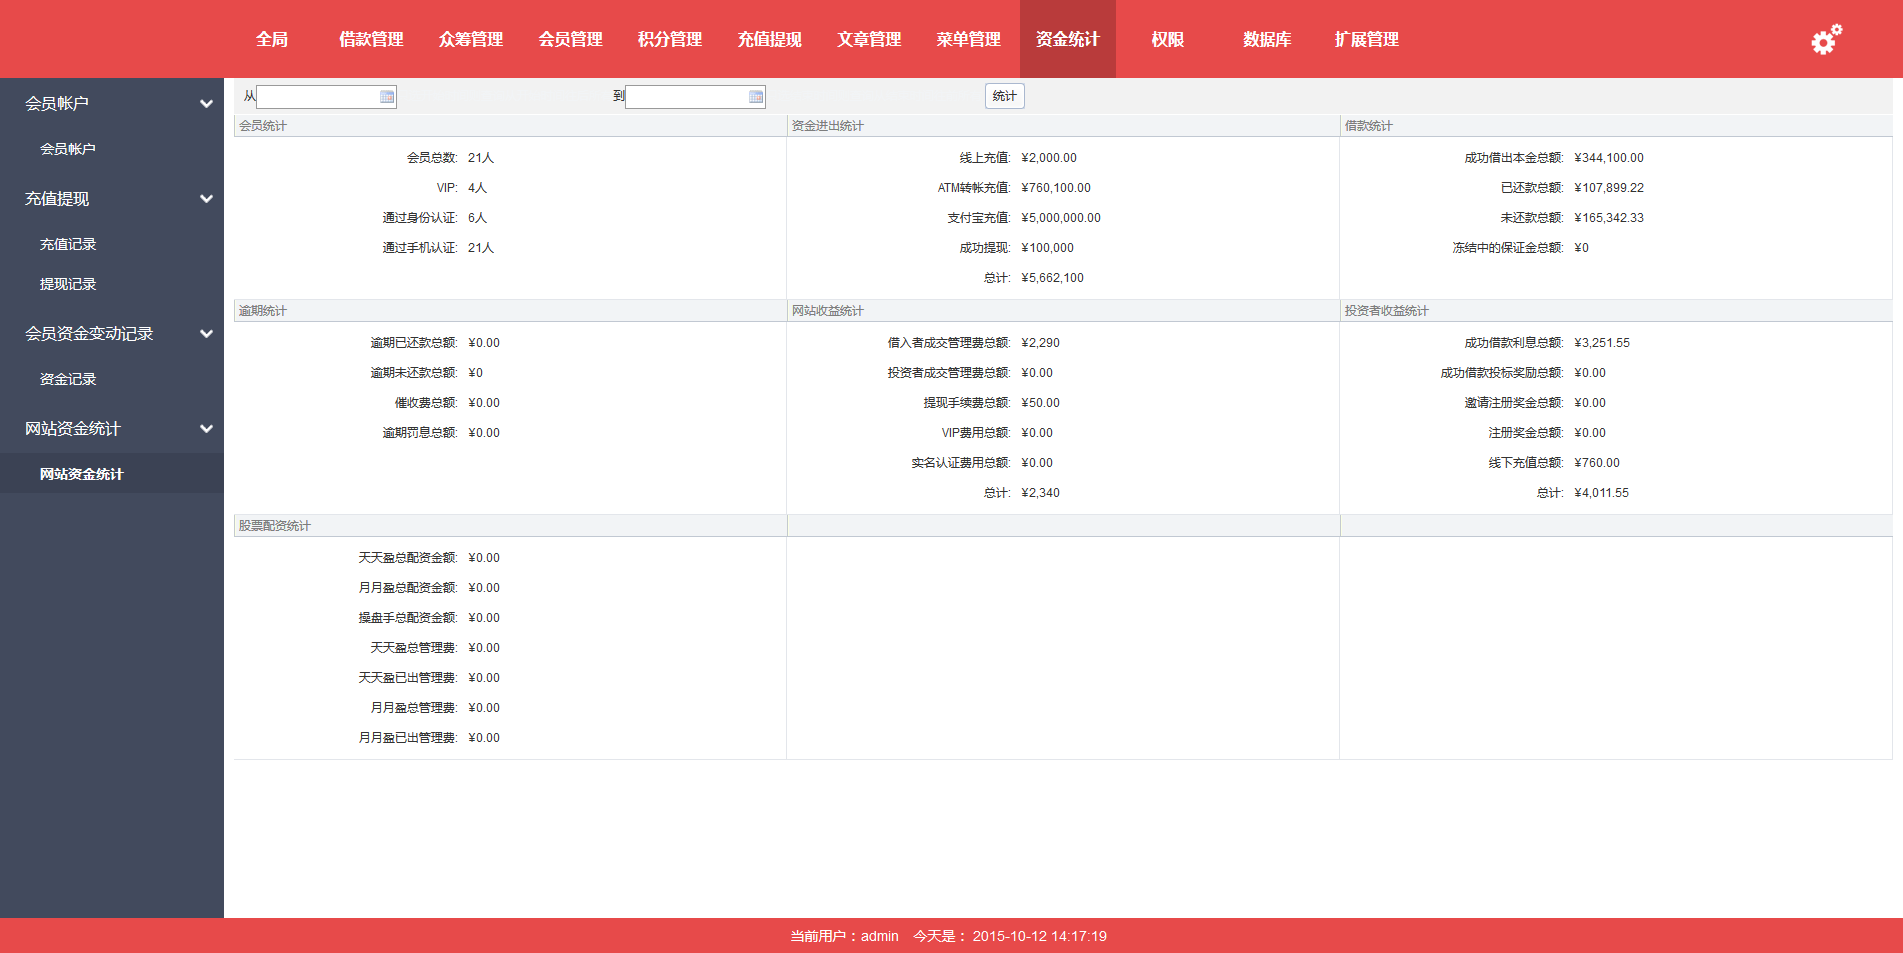 全局 借款管理 众筹管理 会员管理 积分管理 充值提现 文章管理 菜单管理 资金统计 权限 数据库 扩展管理
会员帐户
会员帐户
充值提现
充值记录
提现记录
会员资金变动记录
资金记录
网站资金统计
网站资金统计
从 到 统计
会员统计
会员总数: 21人
VIP: 4人
通过身份认证: 6人
通过手机认证: 21人
资金进出统计
线上充值: ¥2,000.00
ATM转帐充值: ¥760,100.00
支付宝充值: ¥5,000,000.00
成功提现: ¥100,000
总计: ¥5,662,100
借款统计
成功借出本金总额: ¥344,100.00
已还款总额: ¥107,899.22
未还款总额: ¥165,342.33
冻结中的保证金总额: ¥0
逾期统计
逾期已还款总额: ¥0.00
逾期未还款总额: ¥0
催收费总额: ¥0.00
逾期罚息总额: ¥0.00
网站收益统计
借入者成交管理费总额: ¥2,290
投资者成交管理费总额: ¥0.00
提现手续费总额: ¥50.00
VIP费用总额: ¥0.00
实名认证费用总额: ¥0.00
总计: ¥2,340
投资者收益统计
成功借款利息总额: ¥3,251.55
成功借款投标奖励总额: ¥0.00
邀请注册奖金总额: ¥0.00
注册奖金总额: ¥0.00
线下充值总额: ¥760.00
总计: ¥4,011.55
股票配资统计
天天盈总配资金额: ¥0.00
月月盈总配资金额: ¥0.00
操盘手总配资金额: ¥0.00
天天盈总管理费: ¥0.00
天天盈已出管理费: ¥0.00
月月盈总管理费: ¥0.00
月月盈已出管理费: ¥0.00
当前用户：admin 今天是： 2015-10-12 14:17:19